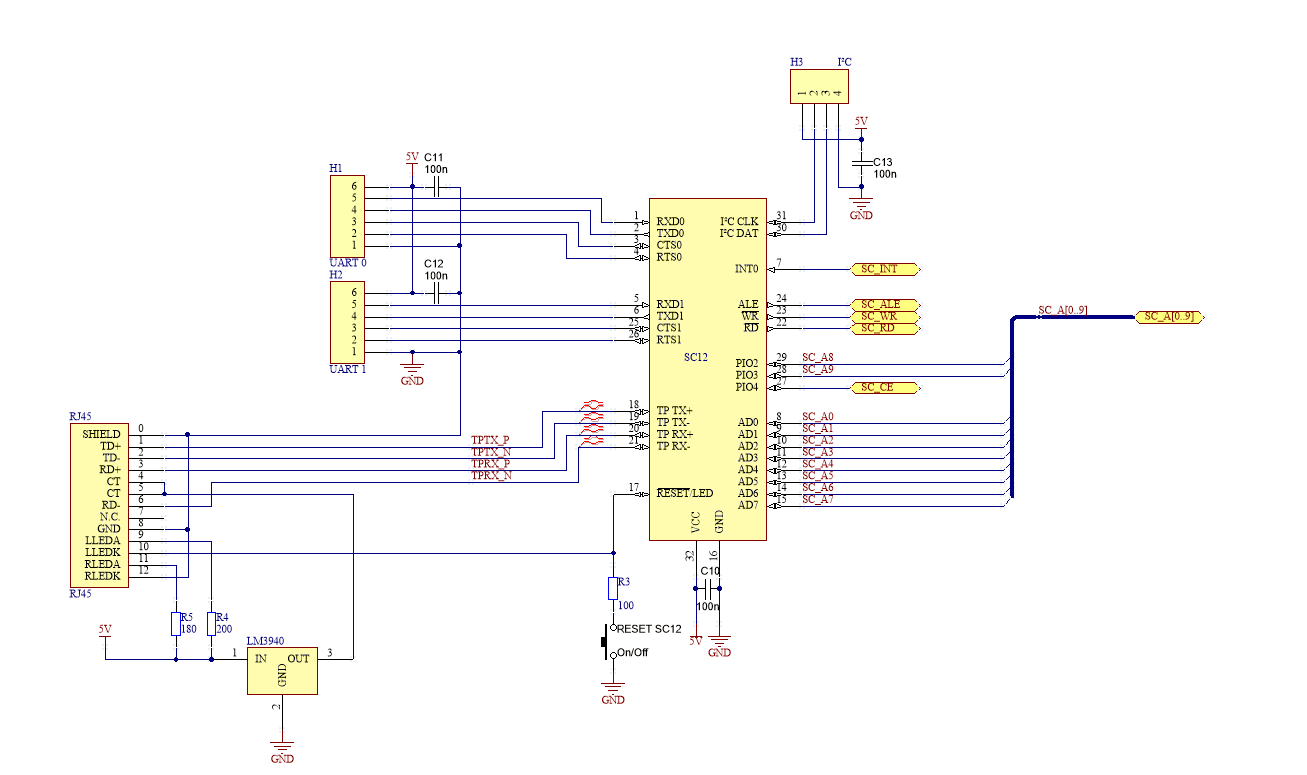 H3 I²C
1 2 3 4
5V
C13
100n
GND
5V
C11
100n
H1
6
5
4
3
2
1
UART 0
C12
100n
H2
6
5
4
3
2
1
UART 1
GND
1 RXD0
2 TXD0
3 CTS0
4 RTS0
5 RXD1
6 TXD1
25 CTS1
26 RTS1
SC12
18 TP TX+
19 TP TX-
20 TP RX+
21 TP RX-
17 RESET/LED
I²C CLK 31
I²C DAT 30
INT0 7 SC_INT
ALE 24 SC_ALE
WR 23 SC_WR
RD 22 SC_RD
PIO2 29 SC_A8
PIO3 28 SC_A9
PIO4 27 SC_CE
AD0 8 SC_A0
AD1 9 SC_A1
AD2 10 SC_A2
AD3 11 SC_A3
AD4 12 SC_A4
AD5 13 SC_A5
AD6 14 SC_A6
AD7 15 SC_A7
SC_A[0..9] SC_A[0..9]
VCC GND
32 16
C10
100n
5V
GND
RJ45
SHIELD 0
TD+ 1
TD- 2
RD+ 3
CT 4
CT 5
RD- 6
N.C. 7
GND 8
LLEDA 9
LLEDK 10
RLEDA 11
RLEDK 12
RJ45
TPTX_P
TPTX_N
TPRX_P
TPRX_N
R3
100
RESET SC12
On/Off
GND
R5
180
R4
200
5V
LM3940
1 IN OUT 3
GND
2
GND